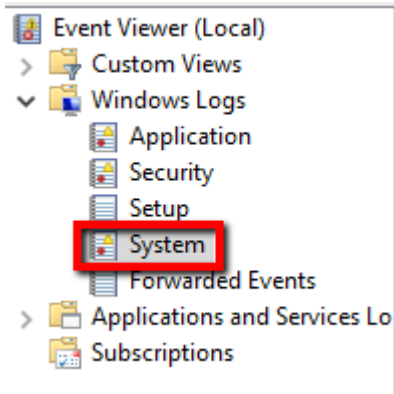 Event Viewer (Local)
Custom Views
Windows Logs
Application
Security
Setup
System
Forwarded Events
Applications and Services Lo
Subscriptions